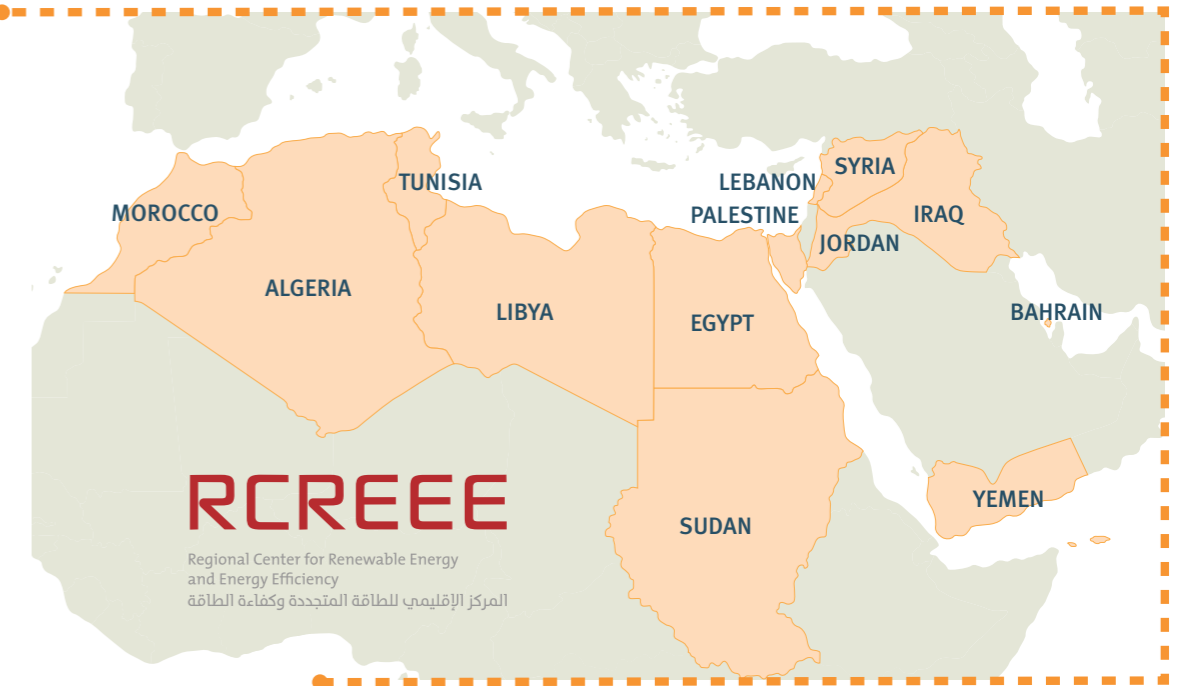 SYRIA
TUNISIA
LEBANON
MOROCCO
PALESTINE
IRAQ
JORDAN
ALGERIA
LIBYA
EGYPT
BAHRAIN
RCREEE
YEMEN
SUDAN
Regional Center for Renewable Energy
and Energy Efficiency
المركز الإقليمي للطاقة المتجددة وكفاءة الطاقة